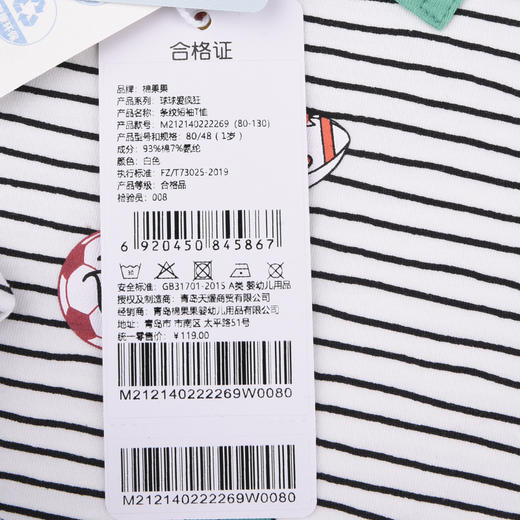 合格证
品牌：棉果果
产品系列：球球爱疯狂
产品名称：条纹短袖T恤
产品款号：M212140222269 (80-130)
产品型号和规格：80/48 (1岁)
成分：93%棉7%氨纶
颜色：白色
执行标准：FZ/T73025-2019
产品等级：合格品
检验员：008
6 920450 845867
安全标准：GB31701-2015 A类 婴幼儿用品
授权及制造商：青岛天耀商贸有限公司
经销商：青岛棉果果婴幼儿用品有限公司
地址：青岛市 市南区 太平路51号
统一零售价：¥119.00
M212140222269W0080
M212140222269W0080